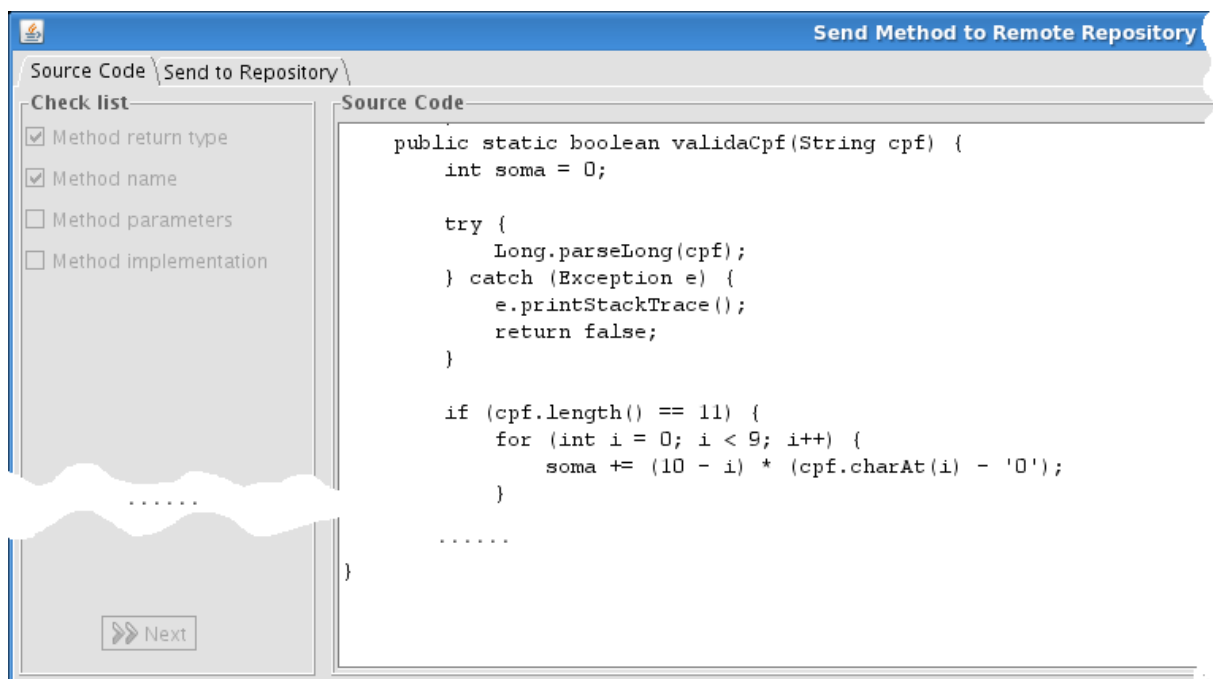 Send Method to Remote Repository
Source Code Send to Repository
Check list
Method return type
Method name
Method parameters
Method implementation
......
Next
Source Code
public static boolean validaCpf(String cpf) {
int soma = 0;
try {
Long.parseLong(cpf);
} catch (Exception e) {
e.printStackTrace();
return false;
}
if (cpf.length() == 11) {
for (int i = 0; i < 9; i++) {
soma += (10 - i) * (cpf.charAt(i) - '0');
}
......
}